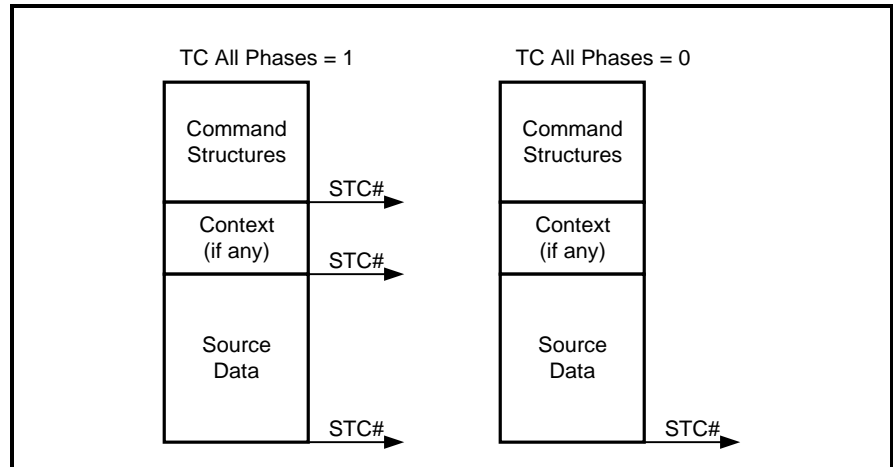 TC All Phases = 1
Command
Structures
STC#
Context
(if any)
STC#
Source
Data
STC#
TC All Phases = 0
Command
Structures
Context
(if any)
Source
Data
STC#